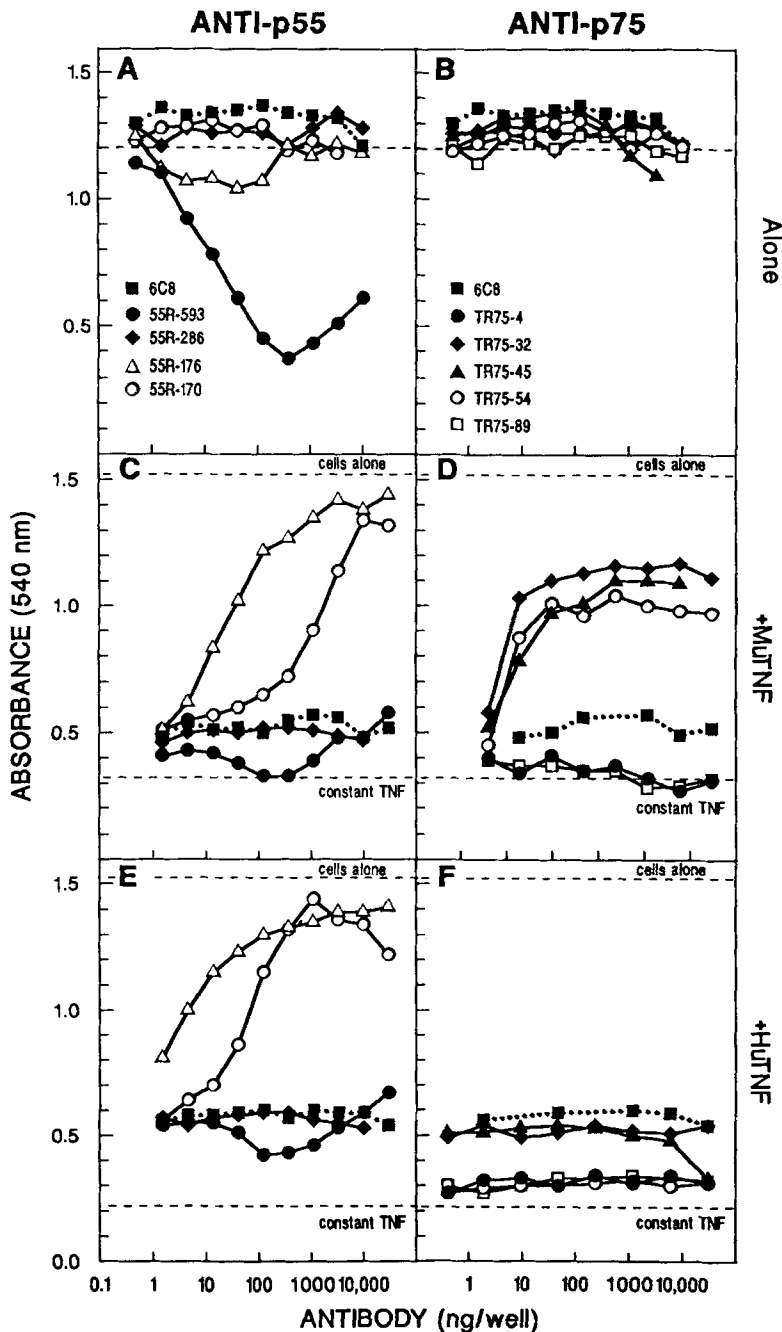 ANTI-p55
ANTI-p75
A
B
1.5
1.0
0.5
6C8
55R-593
55R-286
55R-176
55R-170
6C8
TR75-4
TR75-32
TR75-45
TR75-54
TR75-89
Alone
C
cells alone
D
cells alone
1.5
1.0
0.5
constant TNF
constant TNF
+MuTNF
ABSORBANCE (540 nm)
E
cells alone
F
cells alone
1.5
1.0
0.5
0.0
constant TNF
constant TNF
+HuTNF
0.1 1 10 100 1000 10,000
1 10 100 1000 10,000
ANTIBODY (ng/well)